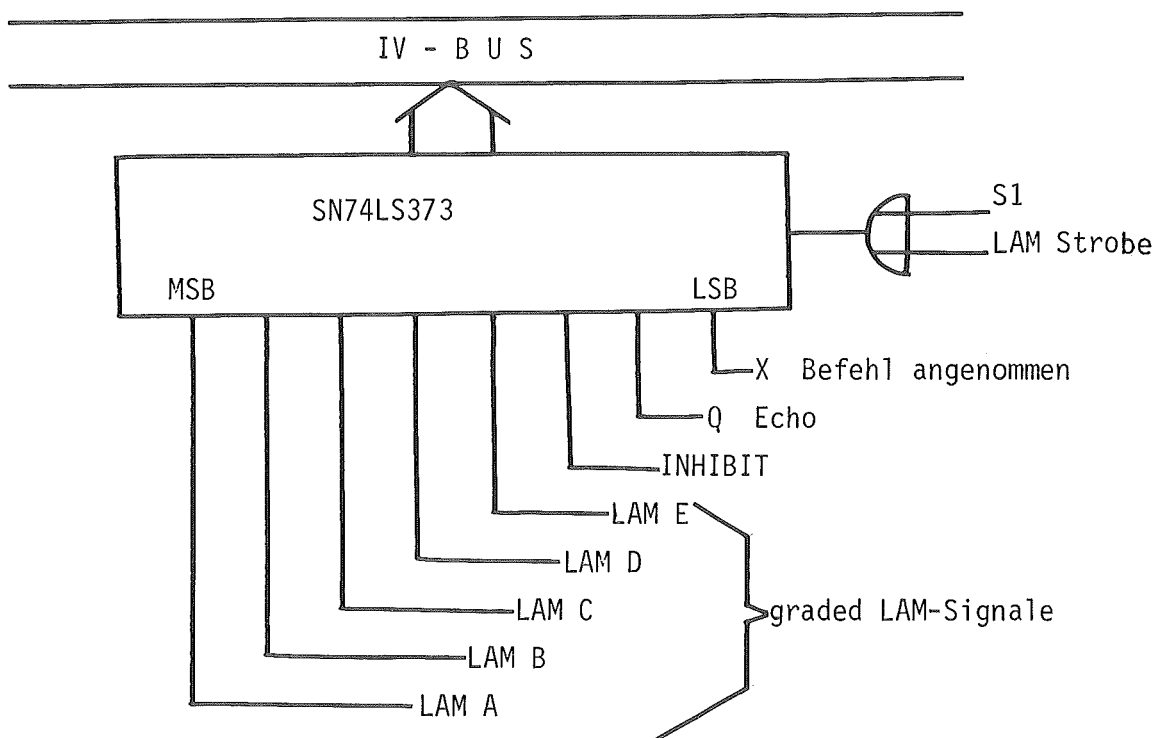 IV - B U S
SN74LS373
S1
LAM Strobe
MSB
LSB
X Befehl angenommen
Q Echo
INHIBIT
LAM E
LAM D
LAM C
graded LAM-Signale
LAM B
LAM A